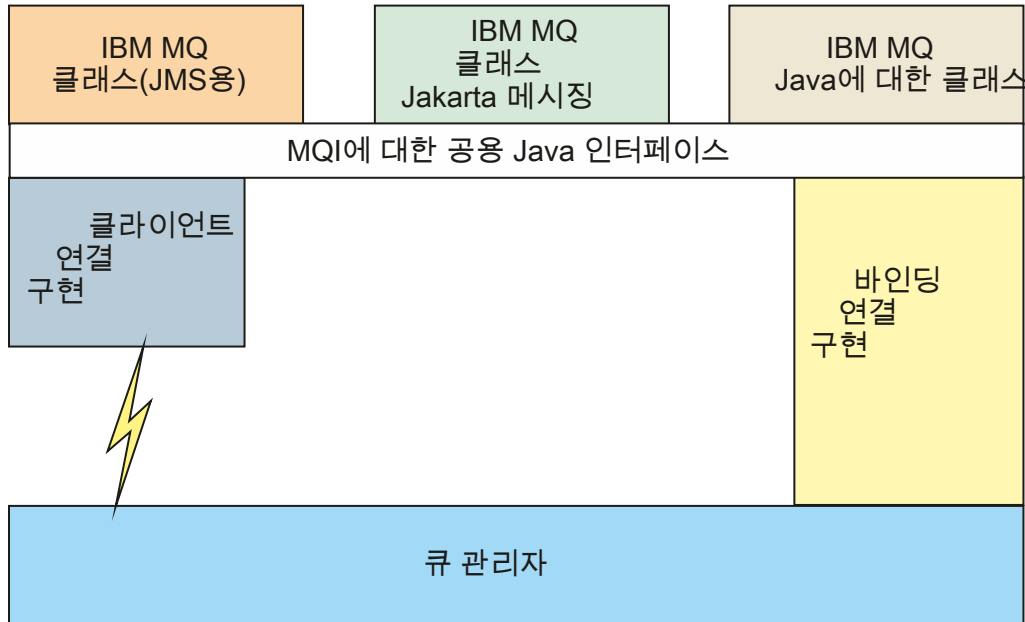 IBM MQ
클래스(JMS용)
IBM MQ
클래스
Jakarta 메시징
IBM MQ
Java에 대한 클래스
MQI에 대한 공용 Java 인터페이스
클라이언트
연결
구현
바인딩
연결
구현
큐 관리자